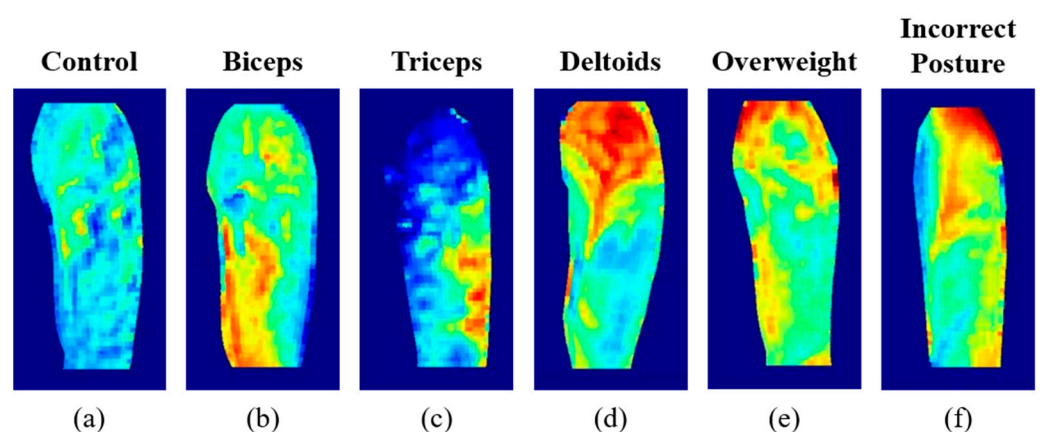 Control
Biceps
Triceps
Deltoids
Overweight
Incorrect
Posture
(a)
(b)
(c)
(d)
(e)
(f)